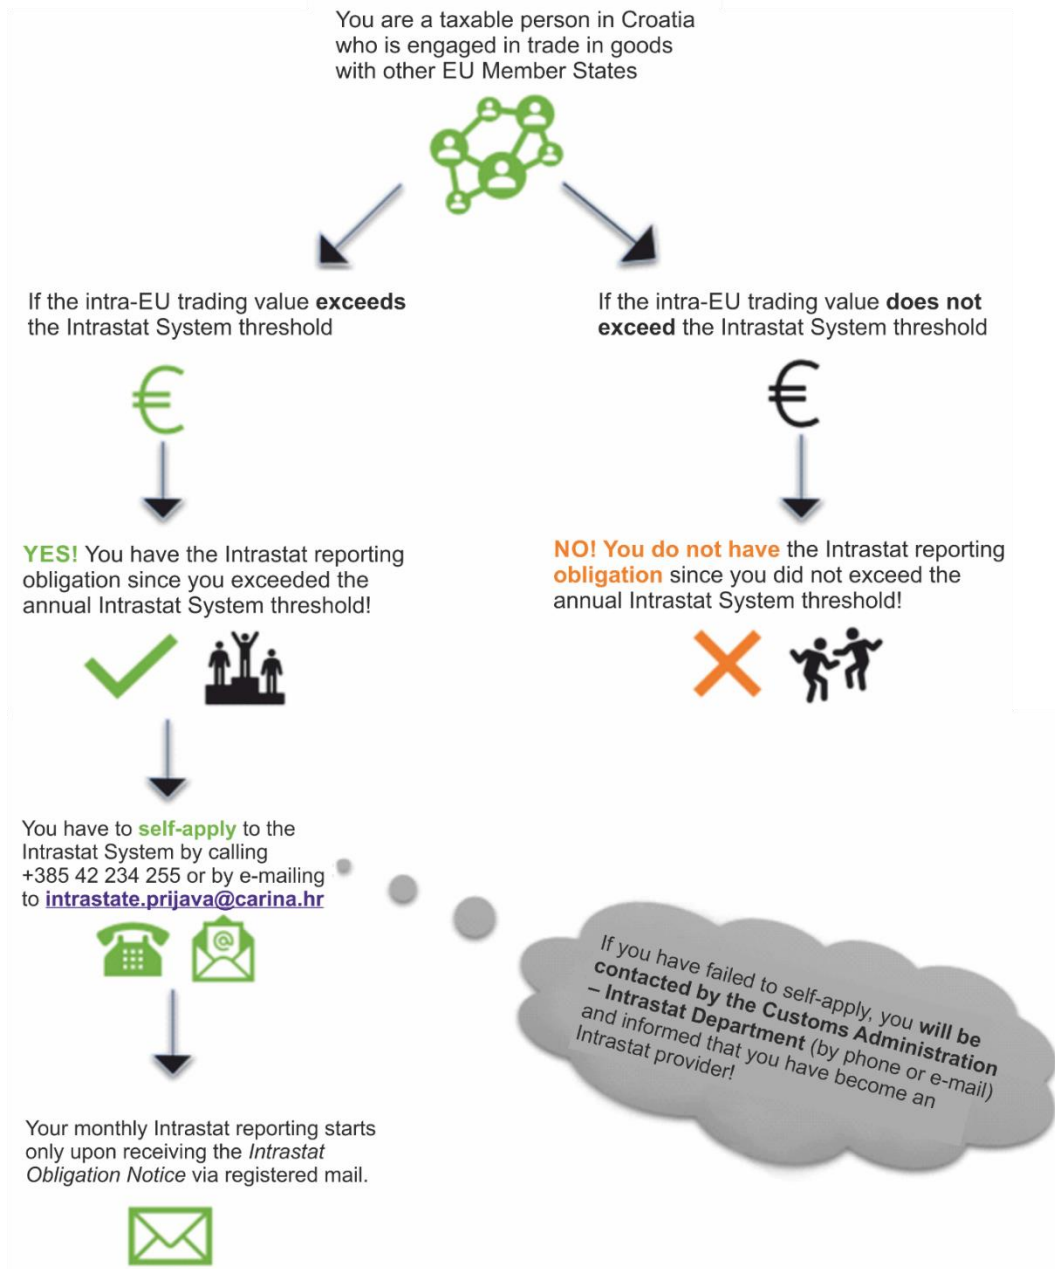 You are a taxable person in Croatia
who is engaged in trade in goods
with other EU Member States
If the intra-EU trading value exceeds
the Intrastat System threshold
If the intra-EU trading value does not
exceed the Intrastat System threshold
€
€
YES! You have the Intrastat reporting
obligation since you exceeded the
annual Intrastat System threshold!
NO! You do not have the Intrastat reporting
obligation since you did not exceed the
annual Intrastat System threshold!
You have to self-apply to the
Intrastat System by calling
+385 42 234 255 or by e-mailing
to intrastate.prijava@carina.hr
@
If you have failed to self-apply, you will be
contacted by the Customs Administration
– Intrastat Department (by phone or e-mail)
and informed that you have become an
Intrastat provider!
Your monthly Intrastat reporting starts
only upon receiving the Intrastat
Obligation Notice via registered mail.